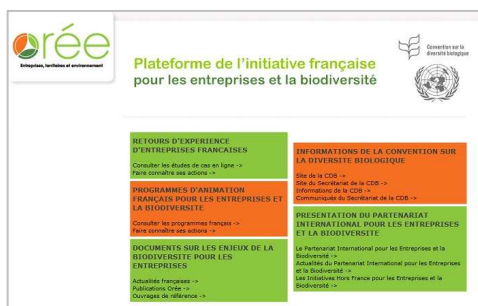 Orée
Entreprises, territoires et environnement
Plateforme de l'initiative française
pour les entreprises et la biodiversité
Convention sur la
diversité biologique
RETOURS D'EXPERIENCE
D'ENTREPRISES FRANCAISES
Consulter les études de cas en ligne ->
Faire connaître ses actions ->
PROGRAMMES D'ANIMATION
FRANÇAIS POUR LES ENTREPRISES ET
LA BIODIVERSITE
Consulter les programmes français ->
Faire connaître ses actions ->
DOCUMENTS SUR LES ENJEUX DE LA
BIODIVERSITE POUR LES
ENTREPRISES
Actualités françaises ->
Publications Orée ->
Ouvrages de référence ->
INFORMATIONS DE LA CONVENTION SUR
LA DIVERSITE BIOLOGIQUE
Site de la CDB ->
Site du Secrétariat de la CDB ->
Informations de la CDB ->
Communiqués du Secrétariat de la CDB ->
PRESENTATION DU PARTENARIAT
INTERNATIONAL POUR LES ENTREPRISES
ET LA BIODIVERSITE
Le Partenariat International pour les Entreprises et la
Biodiversité ->
Actualités du Partenariat International pour les Entreprises
et la Biodiversité ->
Les Initiatives Hors France pour les Entreprises et la
Biodiversité ->